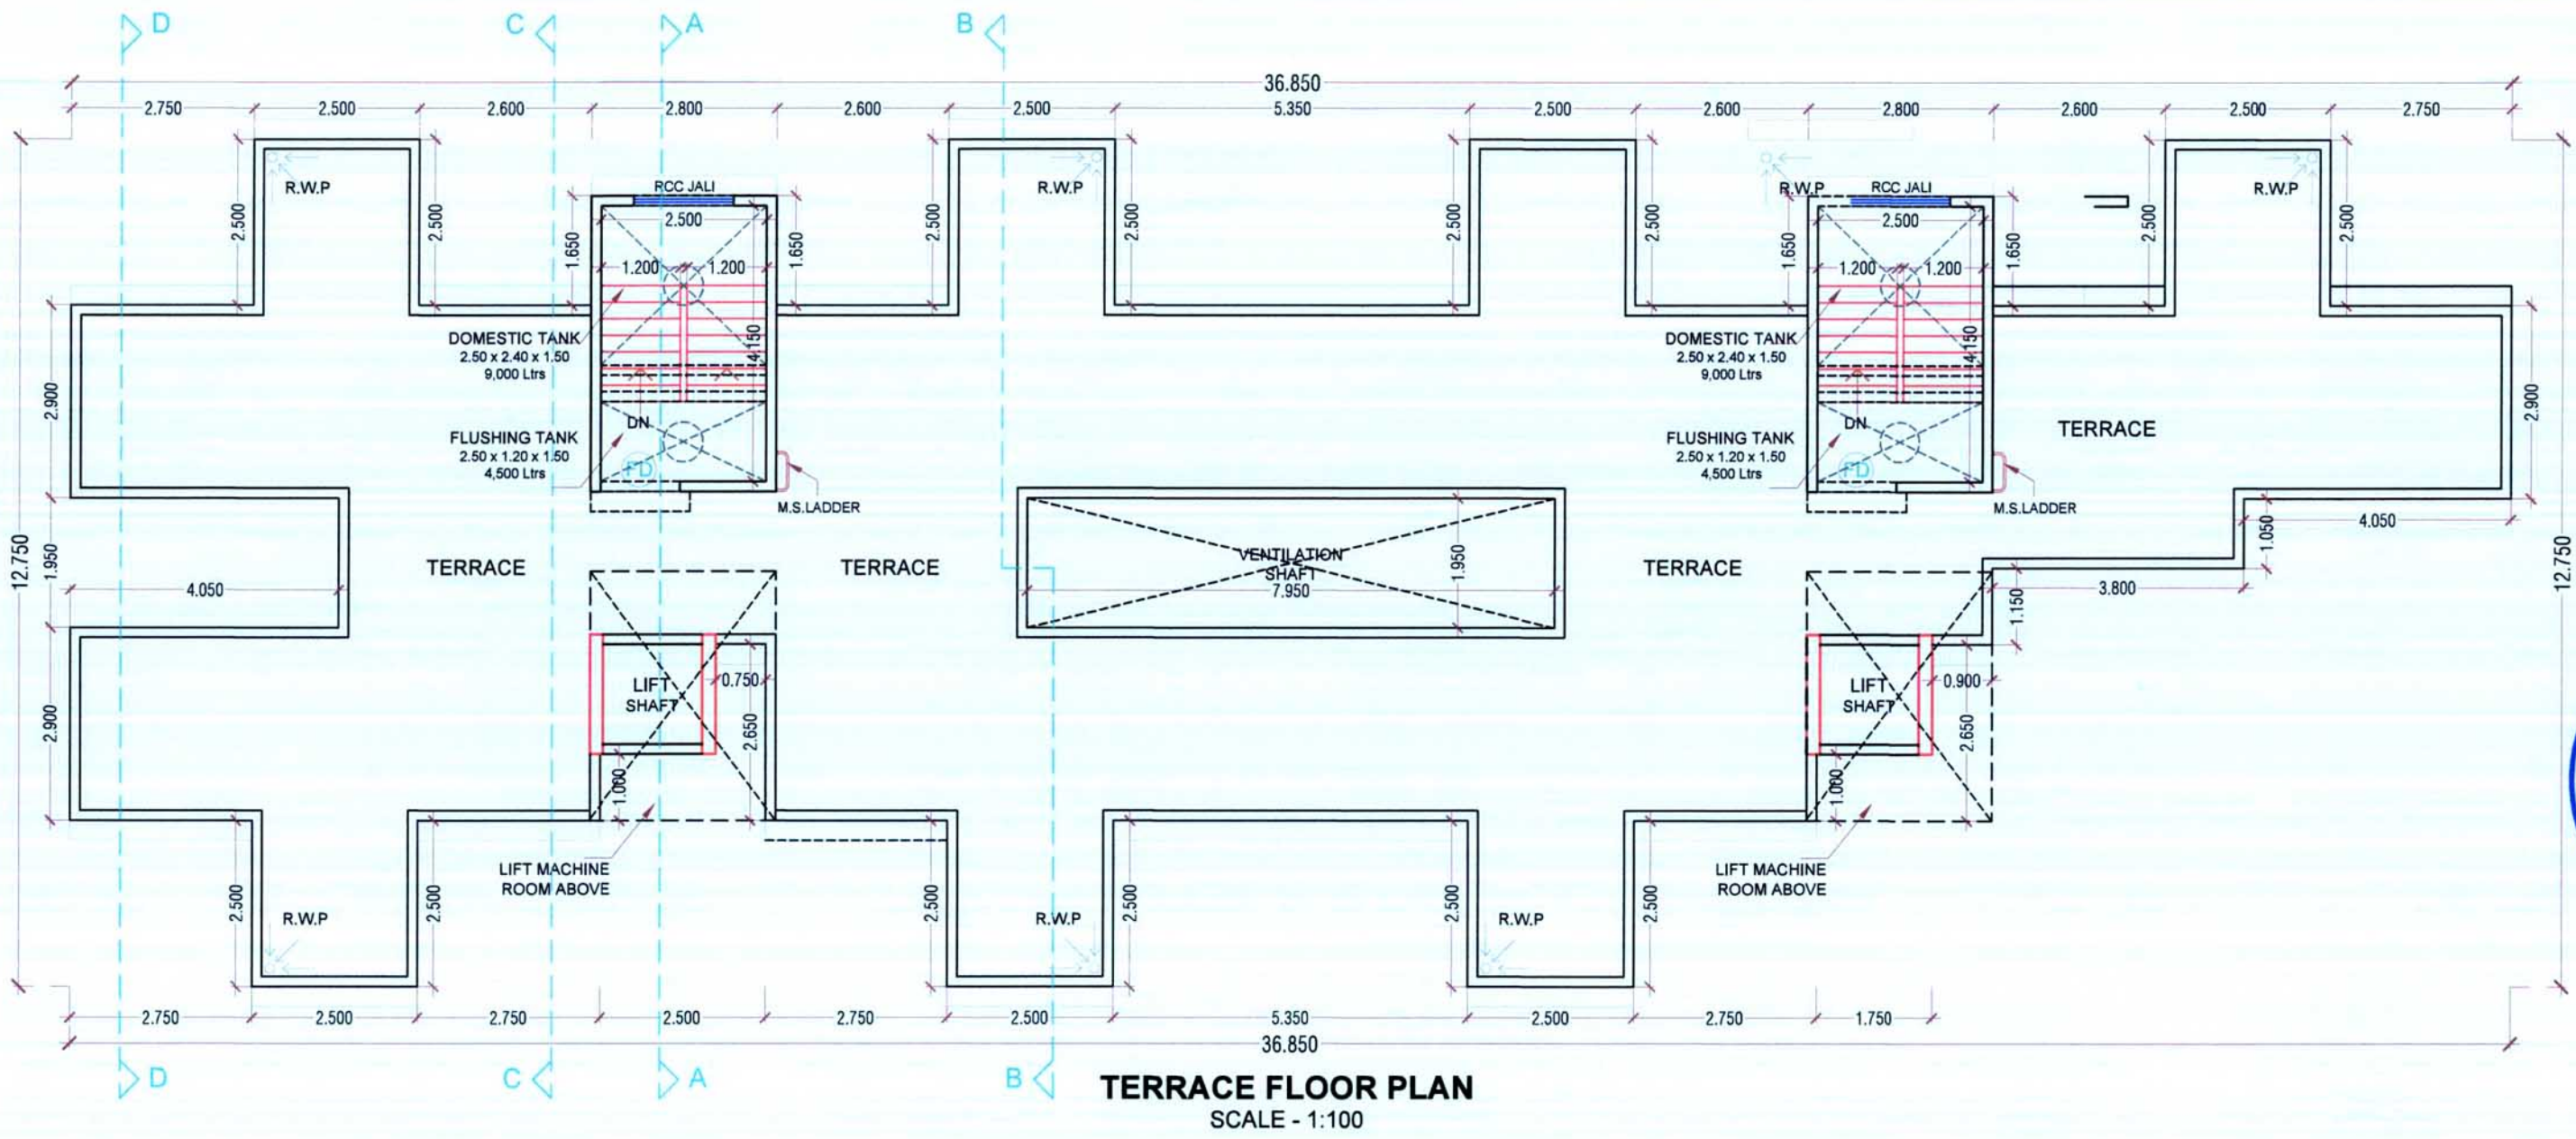 D
C
A
B
36.850
2.750 2.500 2.600 2.800 2.600 2.500 5.350 2.500 2.600 2.800 2.600 2.500 2.750
R.W.P
RCC JALI
R.W.P
R.W.P
RCC JALI
R.W.P
2.500
2.500
1.650
2.500
1.650
2.500
2.500
2.500
2.500
1.650
2.500
1.650
2.500
2.500
1.200 1.200
1.200 1.200
DOMESTIC TANK
2.50 x 2.40 x 1.50
9,000 Ltrs
4.150
DOMESTIC TANK
2.50 x 2.40 x 1.50
9,000 Ltrs
4.150
2.900
2.900
DN
FLUSHING TANK
2.50 x 1.20 x 1.50
4,500 Ltrs
FD
M.S.LADDER
DN
FLUSHING TANK
2.50 x 1.20 x 1.50
4,500 Ltrs
FD
M.S.LADDER
TERRACE
4.050
1.050
12.750
1.950
4.050
TERRACE
TERRACE
VENTILATION
SHAFT
7.950
1.950
TERRACE
3.800
1.150
12.750
2.900
LIFT
SHAFT
0.750
2.650
1.000
LIFT
SHAFT
0.900
2.650
1.000
LIFT MACHINE
ROOM ABOVE
LIFT MACHINE
ROOM ABOVE
2.500
R.W.P
2.500
2.500
R.W.P
2.500
2.500
R.W.P
2.500
2.750 2.500 2.750 2.500 2.750 2.500 5.350 2.500 2.750 1.750
36.850
D
C
A
B
TERRACE FLOOR PLAN
SCALE - 1:100